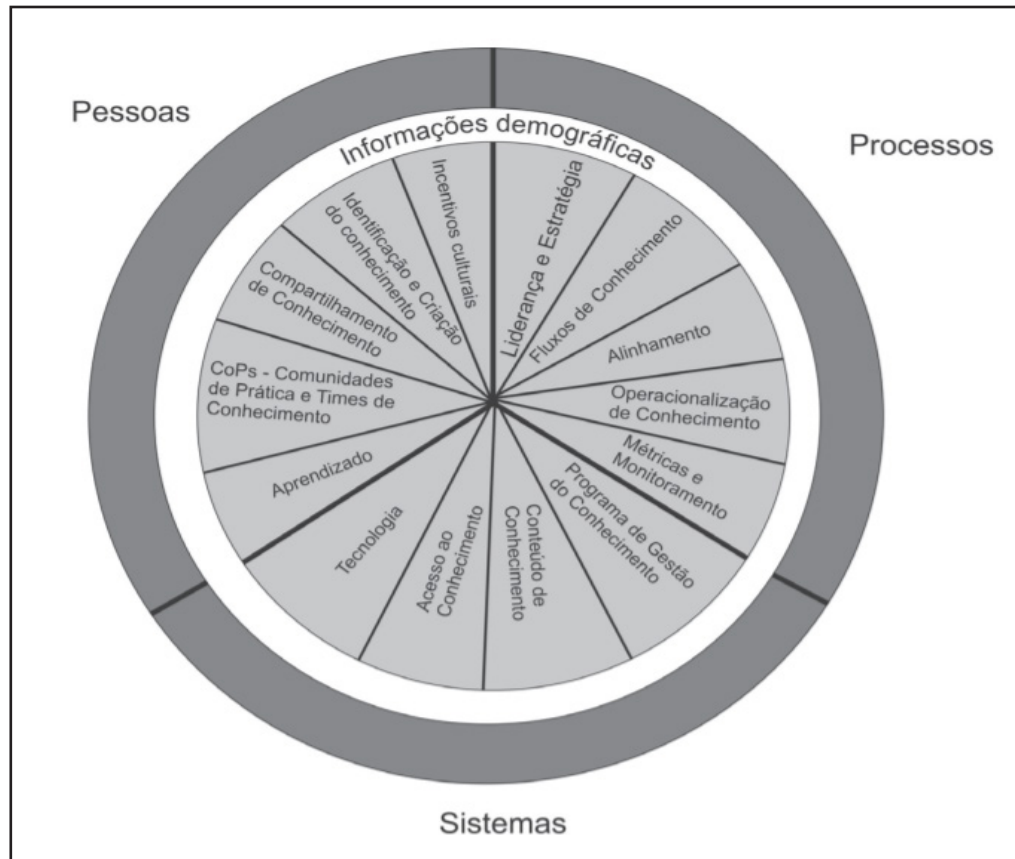 Pessoas
Processos
Informações demográficas
Incentivos culturais
Identificação e Criação
do conhecimento
Compartilhamento
de Conhecimento
CoPs - Comunidades
de Prática e Times de
Conhecimento
Aprendizado
Liderança e Estratégia
Fluxos de Conhecimento
Alinhamento
Operacionalização
de Conhecimento
Métricas e
Monitoramento
Programa de Gestão
do Conhecimento
Conteúdo de
Conhecimento
Acesso ao
Conhecimento
Tecnologia
Sistemas